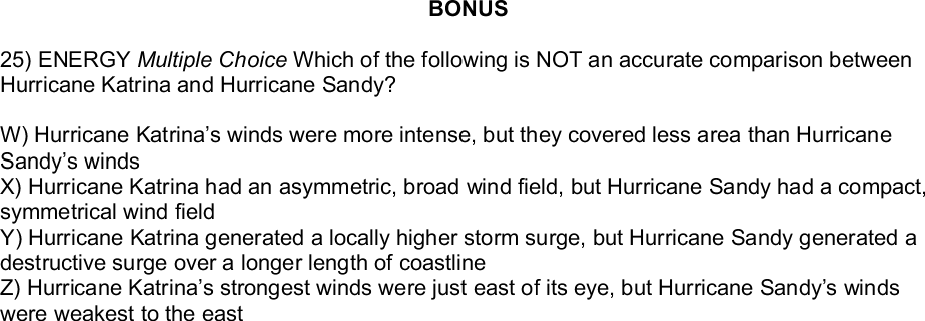 BONUS
25) ENERGY Multiple Choice Which of the following is NOT an accurate comparison between
Hurricane Katrina and Hurricane Sandy?
W) Hurricane Katrina’s winds were more intense, but they covered less area than Hurricane
Sandy’s winds
X) Hurricane Katrina had an asymmetric, broad wind field, but Hurricane Sandy had a compact,
symmetrical wind field
Y) Hurricane Katrina generated a locally higher storm surge, but Hurricane Sandy generated a
destructive surge over a longer length of coastline
Z) Hurricane Katrina’s strongest winds were just east of its eye, but Hurricane Sandy’s winds
were weakest to the east